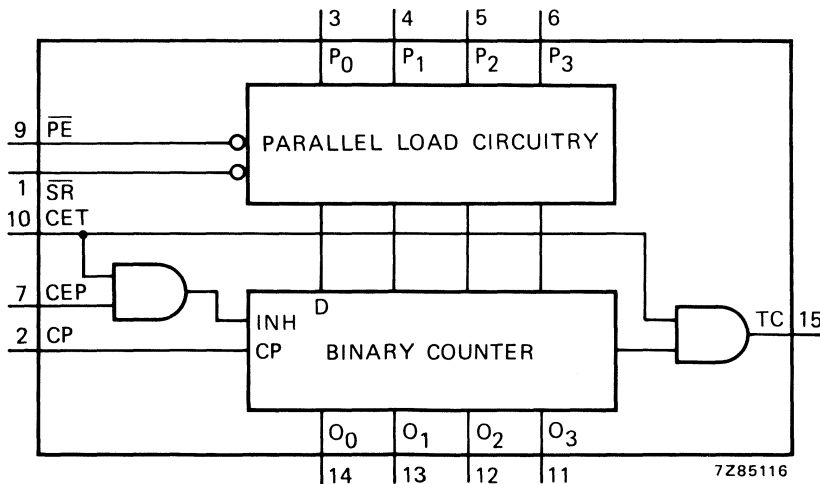 3 4 5 6
P0 P1 P2 P3
9 PE
PARALLEL LOAD CIRCUITRY
1 SR
10 CET
7 CEP
D
INH
2 CP
CP
BINARY COUNTER
TC 15
O0 O1 O2 O3
14 13 12 11
7Z85116